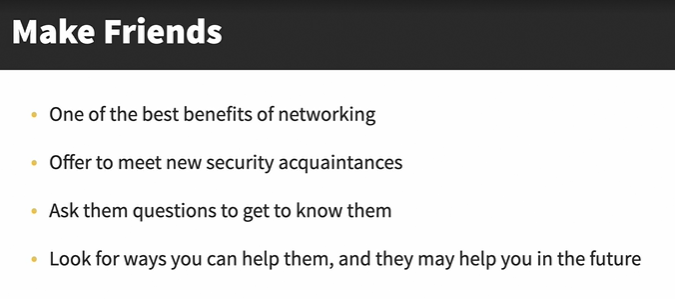 Make Friends
• One of the best benefits of networking
• Offer to meet new security acquaintances
• Ask them questions to get to know them
• Look for ways you can help them, and they may help you in the future